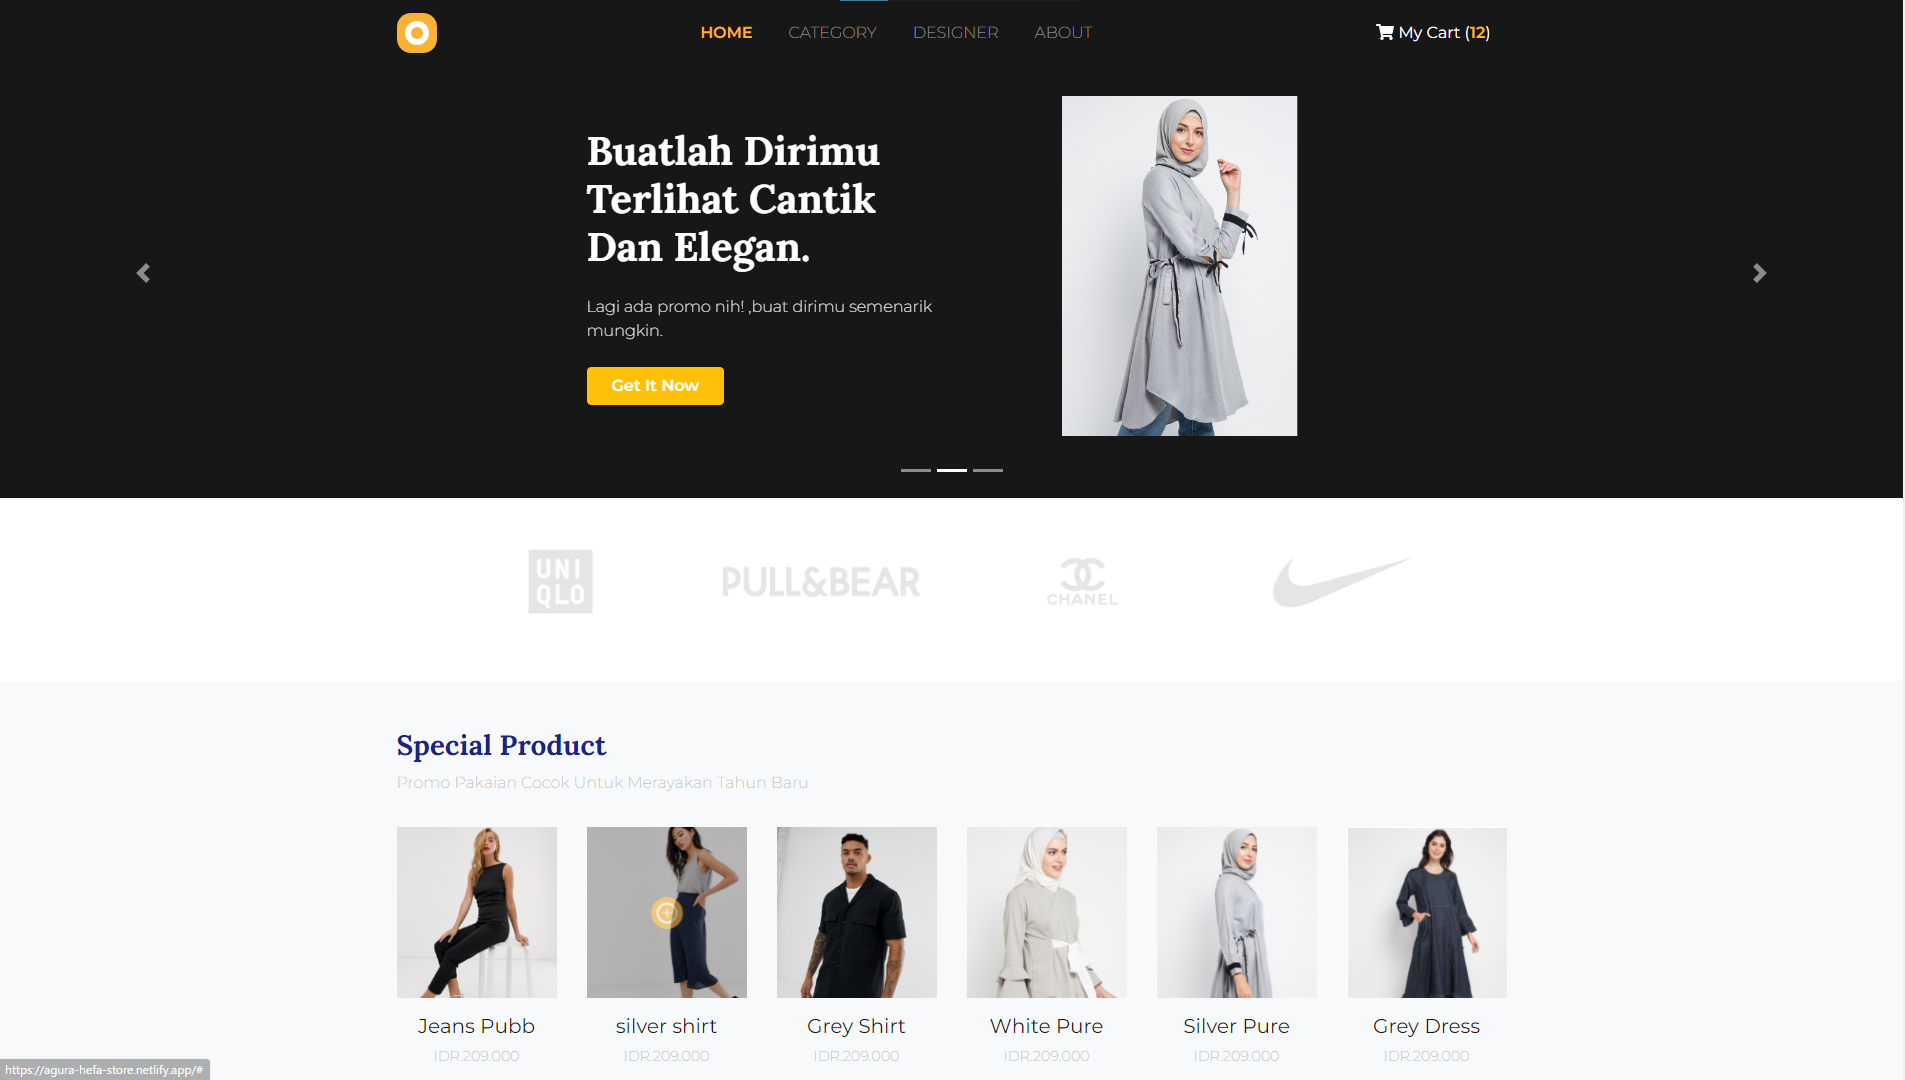 HOME CATEGORY DESIGNER ABOUT My Cart (12)
Buatlah Dirimu
Terlihat Cantik
Dan Elegan.
Lagi ada promo nih! ,buat dirimu semenarik
mungkin.
Get It Now
UNI
QLO
PULL&BEAR
CHANEL
Special Product
Promo Pakaian Cocok Untuk Merayakan Tahun Baru
Jeans Pubb
silver shirt
Grey Shirt
White Pure
Silver Pure
Grey Dress
IDR.209.000
IDR.209.000
IDR.209.000
IDR.209.000
IDR.209.000
IDR.209.000
https://agura-hefa-store.netlify.app/#